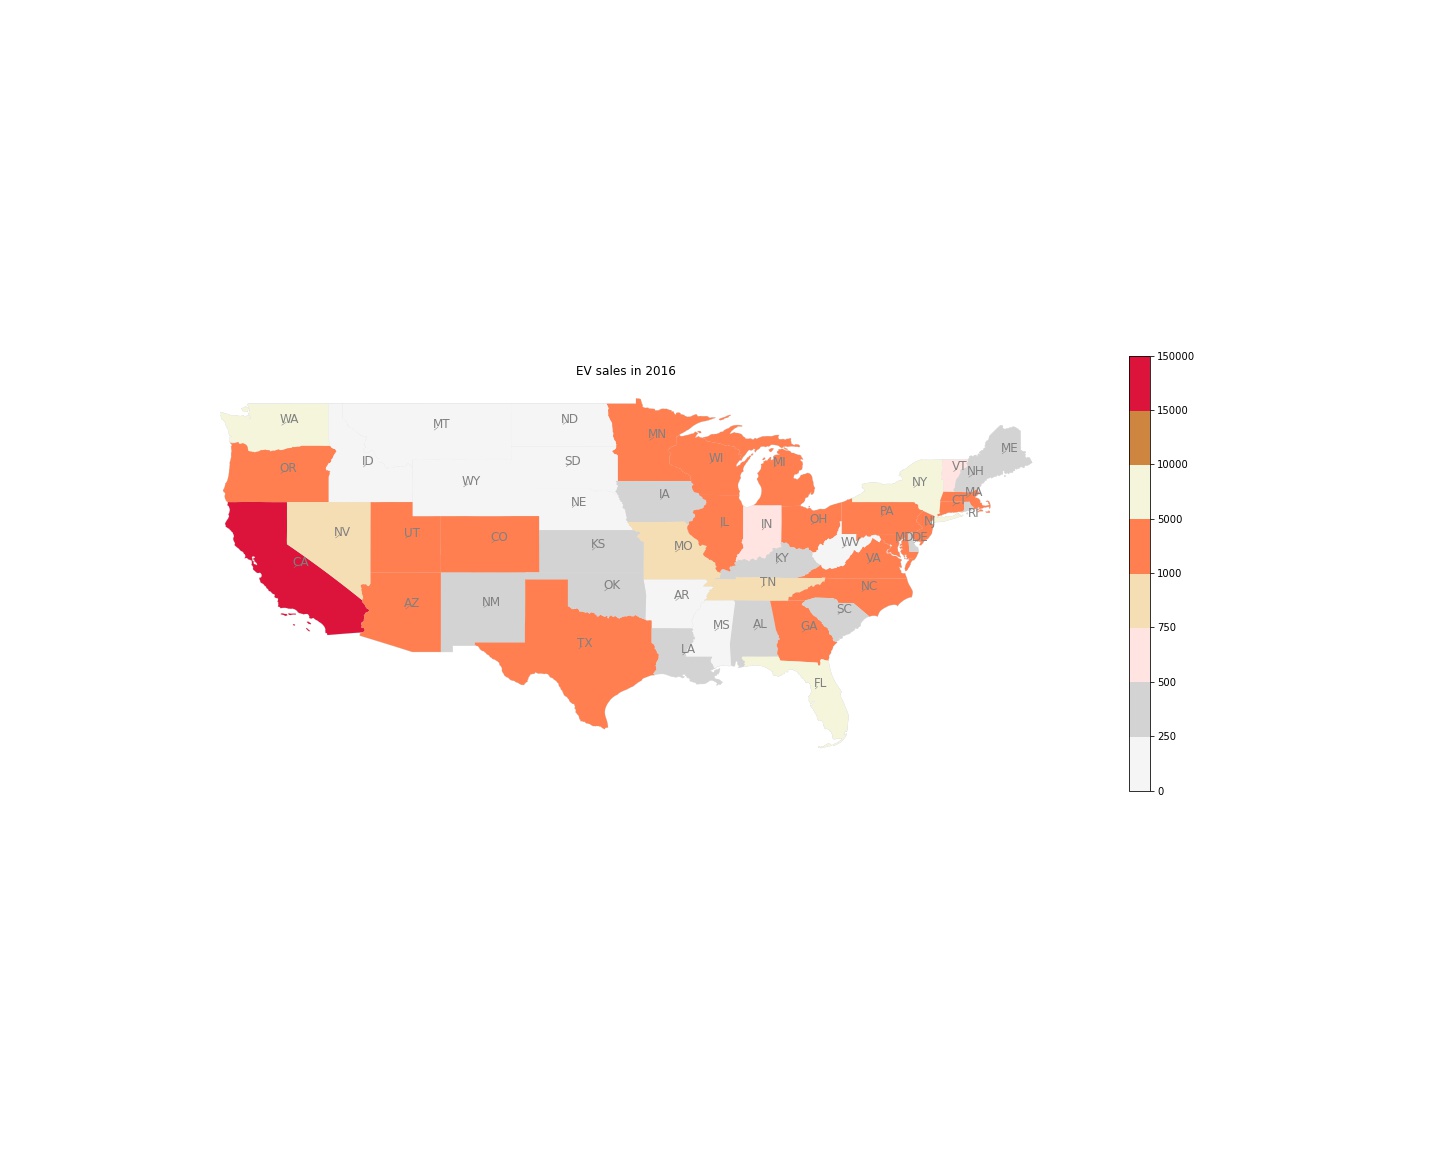 EV sales in 2016
WA
MT
ND
MN
OR
ID
SD
WI
MI
ME
VT
NH
WY
NE
IA
NY
MA
CT
RI
NV
UT
CO
KS
MO
IL
IN
OH
PA
NJ
MD
DE
WV
VA
KY
CA
AZ
NM
OK
AR
TN
NC
SC
TX
LA
MS
AL
GA
FL
150000
15000
10000
5000
1000
750
500
250
0